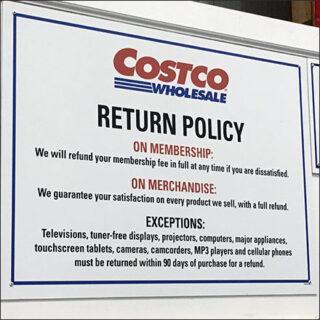 COSTCO
WHOLESALE
RETURN POLICY
ON MEMBERSHIP:
We will refund your membership fee in full at any time if you are dissatisfied.
ON MERCHANDISE:
We guarantee your satisfaction on every product we sell, with a full refund.
EXCEPTIONS:
Televisions, tuner-free displays, projectors, computers, major appliances,
touchscreen tablets, cameras, camcorders, MP3 players and cellular phones
must be returned within 90 days of purchase for a refund.